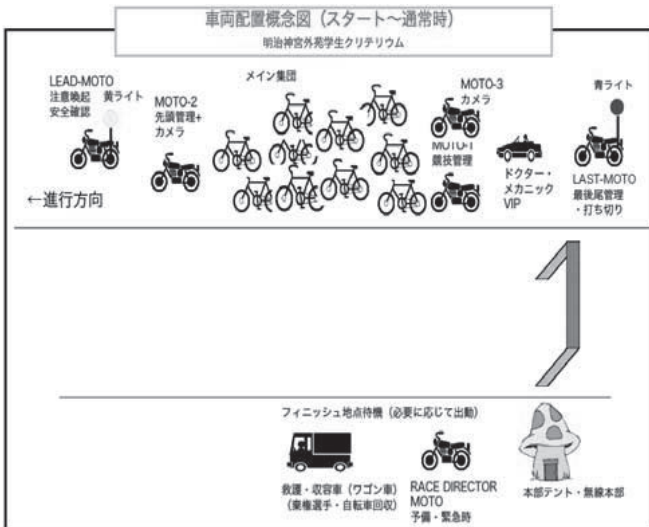 車両配置概念図（スタート〜通常時）
明治神宮外苑学生クリテリウム
LEAD-MOTO
注意喚起 黄ライト
安全確認
MOTO-2
先頭管理+
カメラ
メイン集団
MOTO-3
カメラ
MOTO-1
競技管理
ドクター・
メカニック
VIP
青ライト
LAST-MOTO
最後尾管理
・打ち切り
←進行方向
フィニッシュ地点待機（必要に応じて出動）
救護・収容車（ワゴン車）
（棄権選手・自転車回収）
RACE DIRECTOR
MOTO
予備・緊急時
本部テント・無線本部